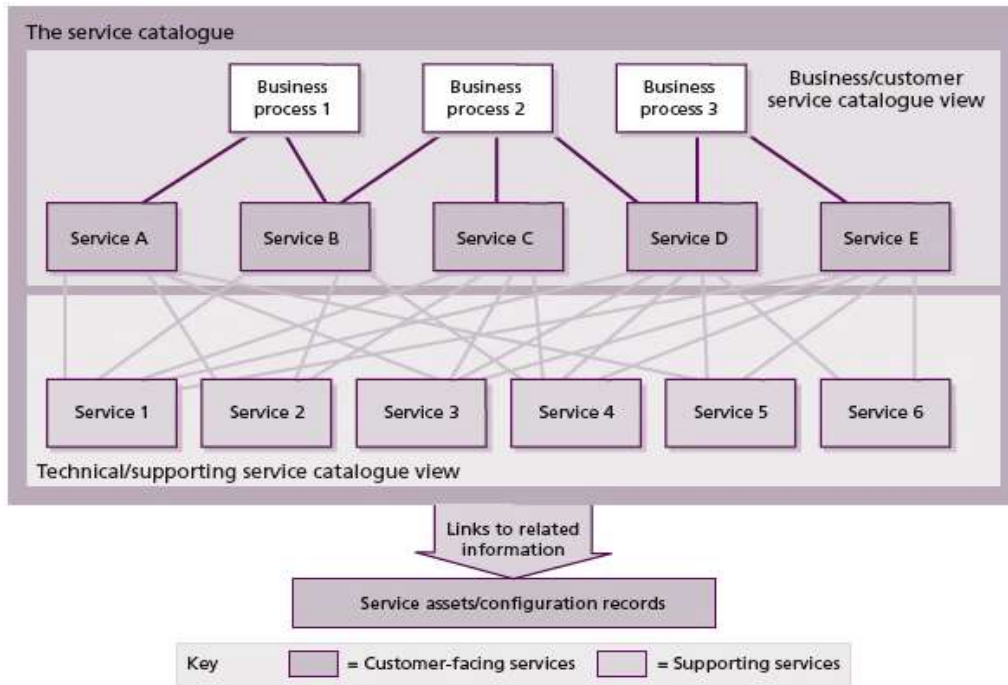 The service catalogue
Business
process 1
Business
process 2
Business
process 3
Business/customer
service catalogue view
Service A
Service B
Service C
Service D
Service E
Service 1
Service 2
Service 3
Service 4
Service 5
Service 6
Technical/supporting service catalogue view
Links to related
information
Service assets/configuration records
Key
= Customer-facing services
= Supporting services